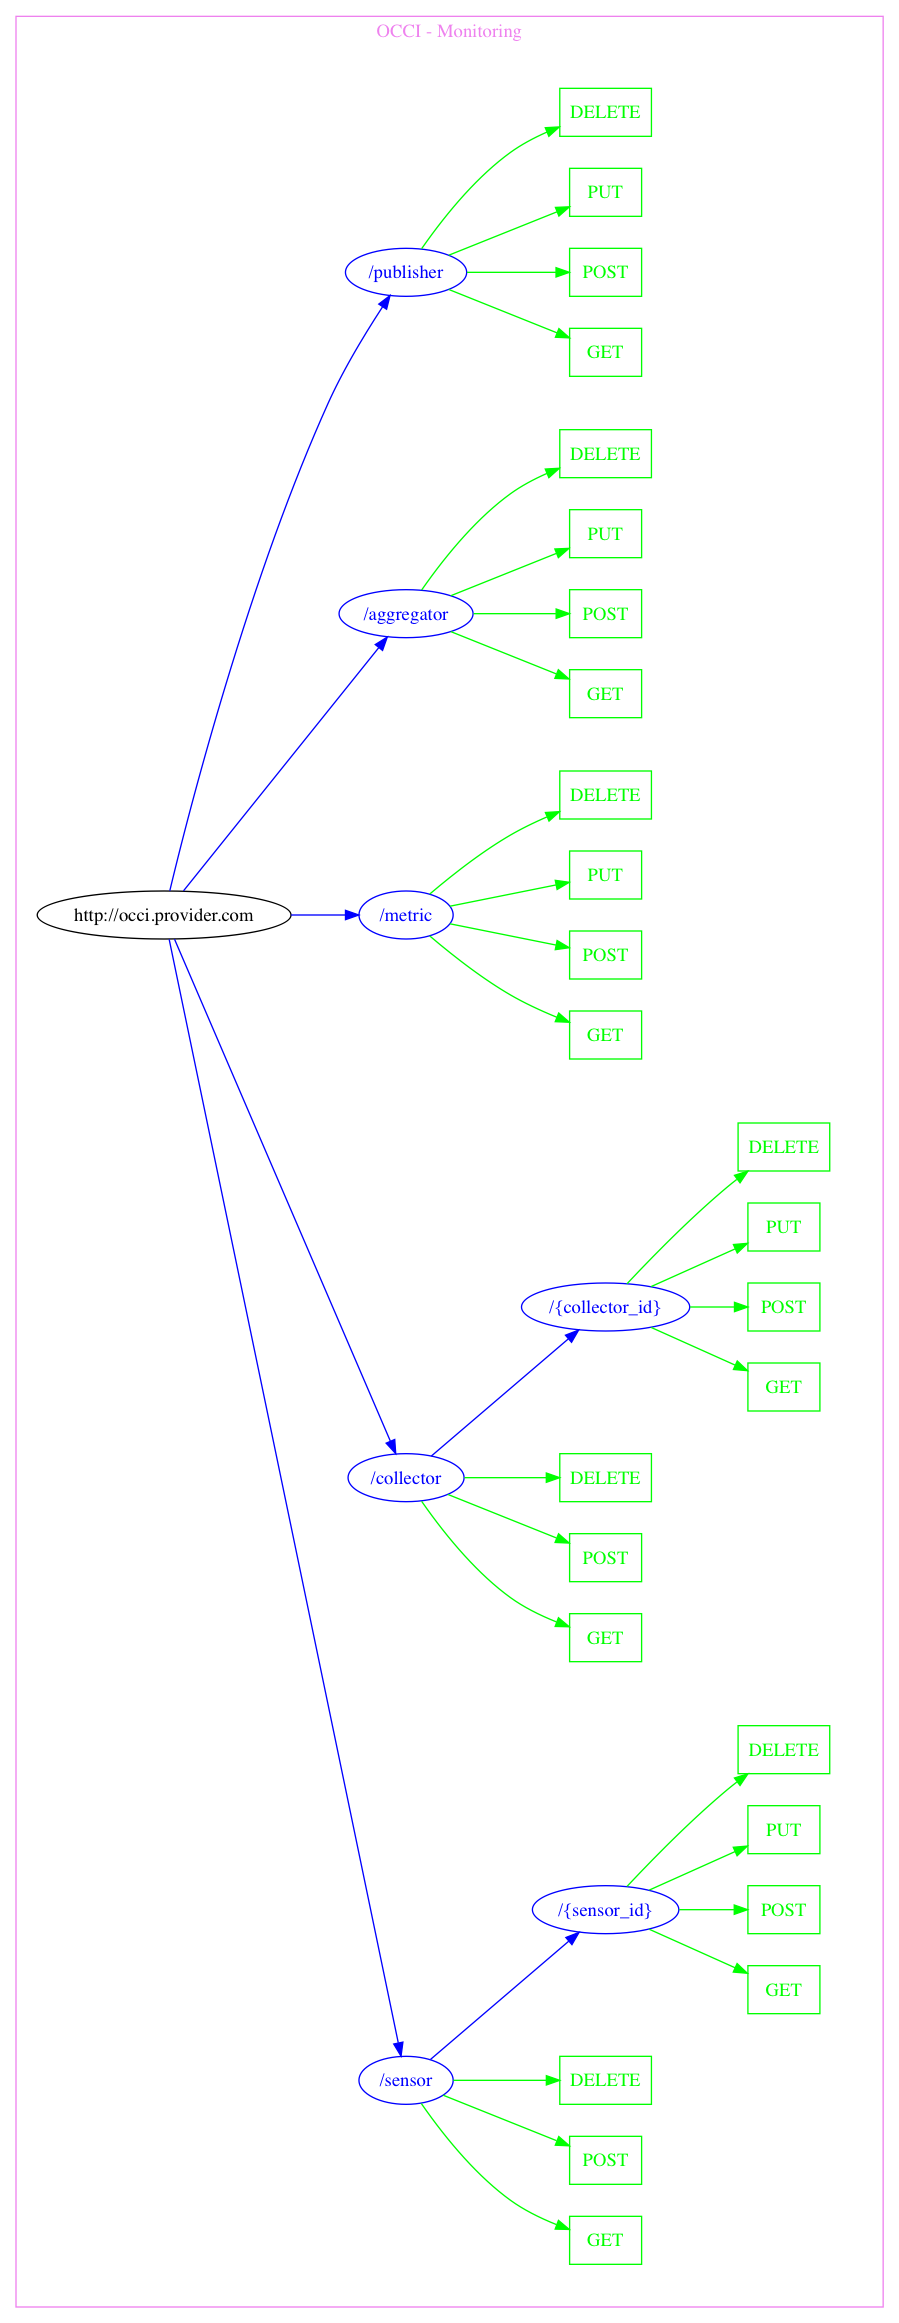 OCCI - Monitoring
DELETE
PUT
/publisher
POST
GET
DELETE
PUT
/aggregator
POST
GET
DELETE
PUT
http://occi.provider.com
/metric
POST
GET
DELETE
PUT
/{collector_id}
POST
GET
/collector
DELETE
POST
GET
DELETE
PUT
/{sensor_id}
POST
GET
/sensor
DELETE
POST
GET